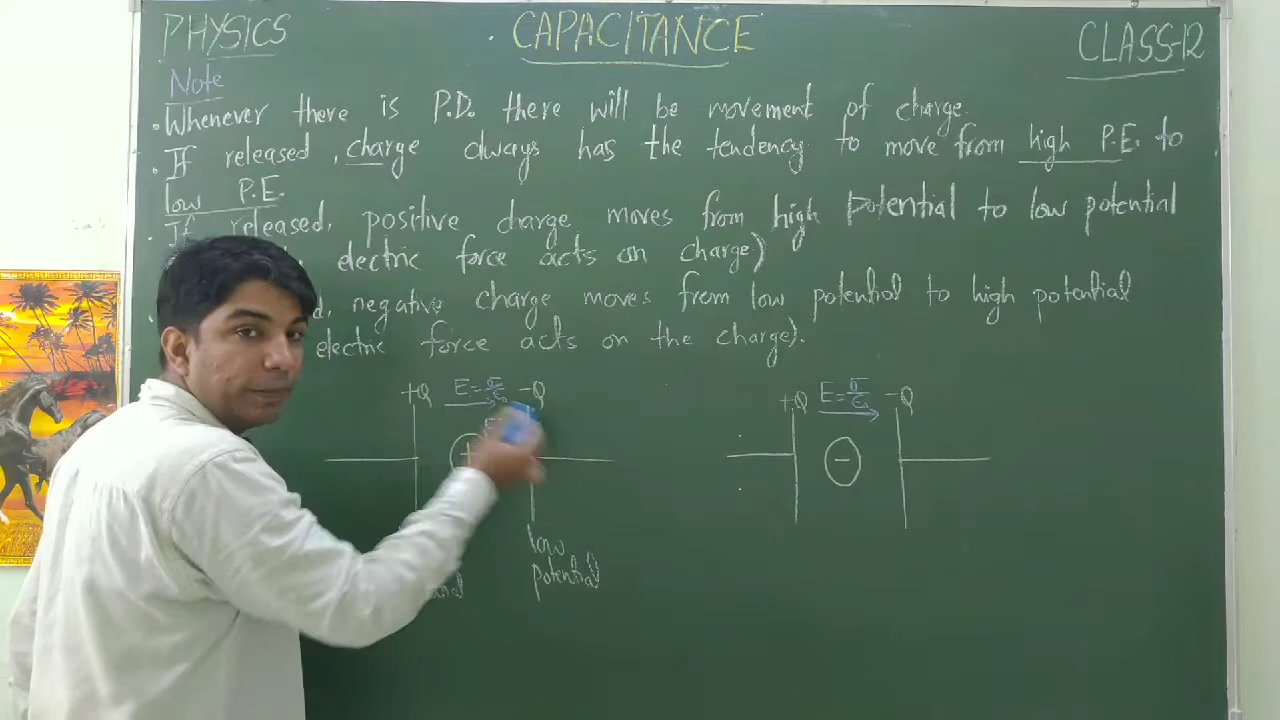 PHYSICS
CAPACITANCE
CLASS-12
Note
• Whenever there is P.D. there will be movement of charge.
• If released, charge always has the tendency to move from high P.E. to
low P.E.
• If released, positive charge moves from high potential to low potential
electric force acts on charge)
negative charge moves from low potential to high potential
electric force acts on the charge).
+Q E=σ/ε₀ -Q
+
low
potential
+Q E=σ/ε₀ -Q
−